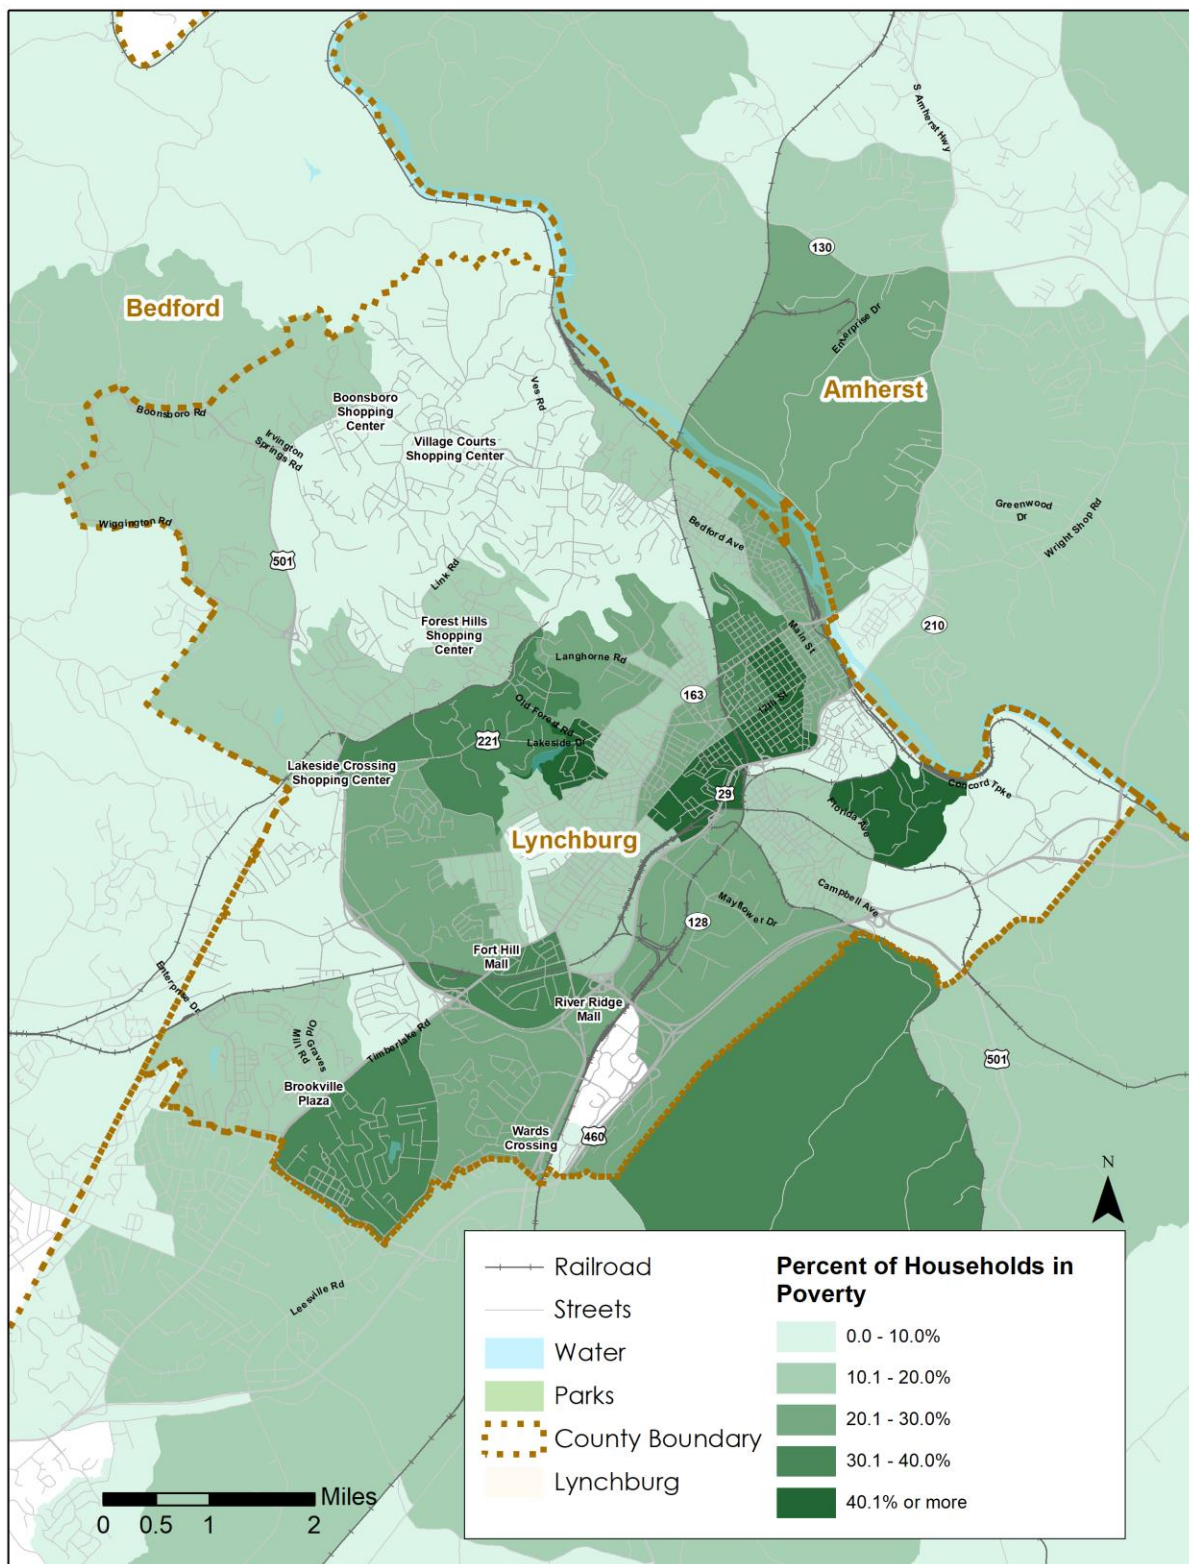 S Amherst Hwy
130
Bedford
Enterprise Dr
Amherst
Ves Rd
Boonsboro
Shopping
Center
Boonsboro Rd
Irvington
Springs Rd
Village Courts
Shopping Center
Greenwood
Dr
Wright Shop Rd
Wiggington Rd
Bedford Ave
501
Link Rd
Forest Hills
Shopping
Center
210
Main St
Langhorne Rd
163
12th St
Old Forest Rd
221
Lakeside Dr
Lakeside Crossing
Shopping Center
29
Concord Tpke
Florida Ave
Lynchburg
Campbell Ave
Mayflower Dr
128
Fort Hill
Mall
Enterprise Dr
River Ridge
Mall
Old Graves
Mill Rd
Timberlake Rd
501
Brookville
Plaza
Wards
Crossing
460
N
Leesville Rd
Railroad
Streets
Water
Parks
County Boundary
Lynchburg
Percent of Households in
Poverty
0.0 - 10.0%
10.1 - 20.0%
20.1 - 30.0%
30.1 - 40.0%
40.1% or more
Miles
0 0.5 1 2